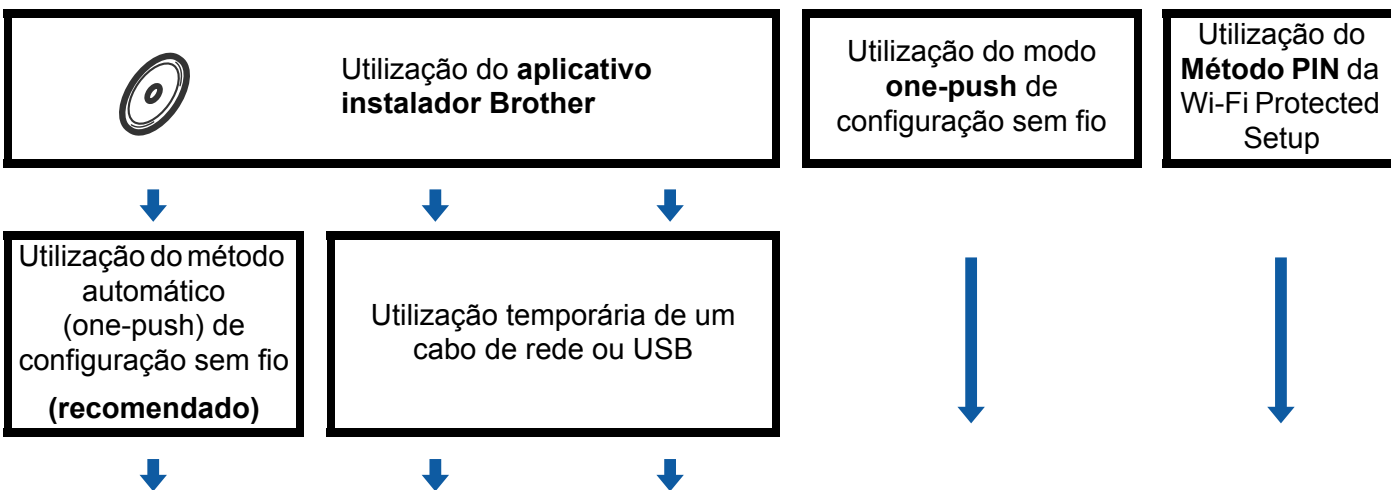 Utilização do aplicativo
instalador Brother
Utilização do modo
one-push de
configuração sem fio
Utilização do
Método PIN da
Wi-Fi Protected
Setup
Utilização do método
automático
(one-push) de
configuração sem fio
(recomendado)
Utilização temporária de um
cabo de rede ou USB